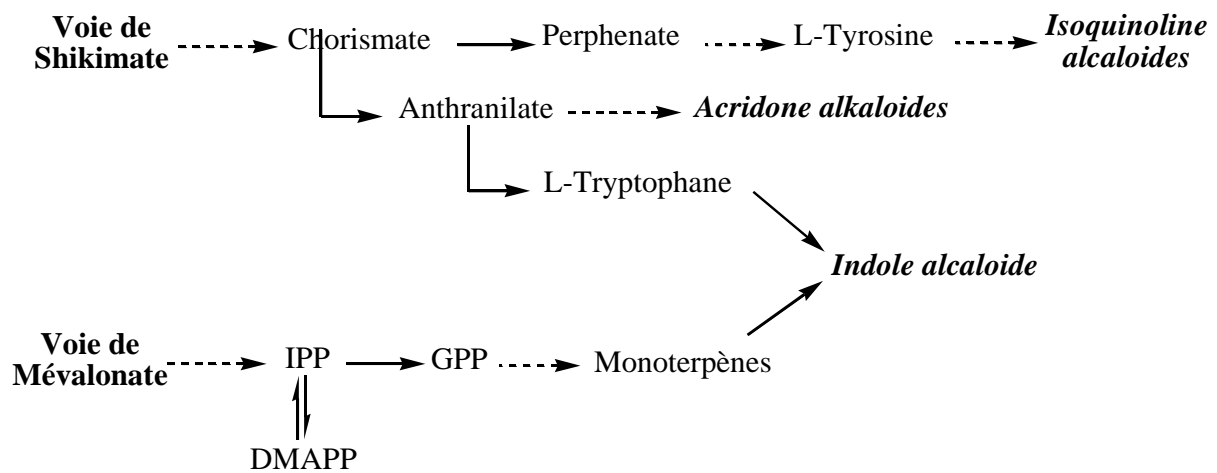 Voie de
Shikimate
Chorismate
Perphenate
L-Tyrosine
Isoquinoline
alcaloides
Anthranilate
Acridone alkaloides
L-Tryptophane
Indole alcaloide
Voie de
Mévalonate
IPP
GPP
Monoterpènes
DMAPP